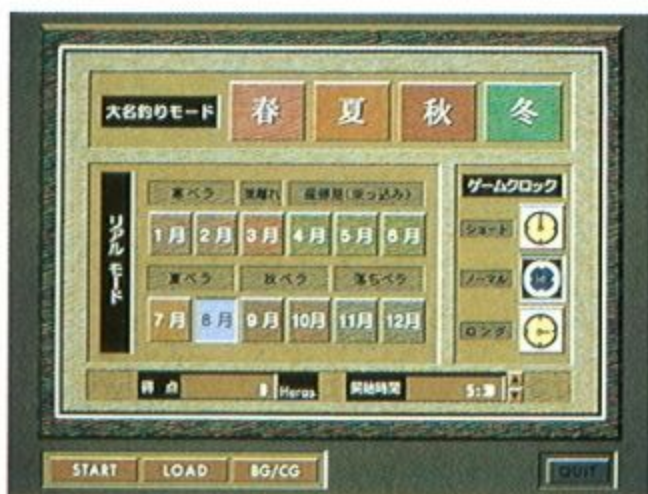 大名釣りモード 春 夏 秋 冬
リアル モード
寒ベラ 巣離れ 産卵期(乗っ込み)
1月 2月 3月 4月 5月 6月
夏ベラ 秋ベラ 落ちベラ
7月 8月 9月 10月 11月 12月
ゲームクロック
ショート
ノーマル
ロング
得点 0 Heras 開始時間
START LOAD BG/CG QUIT